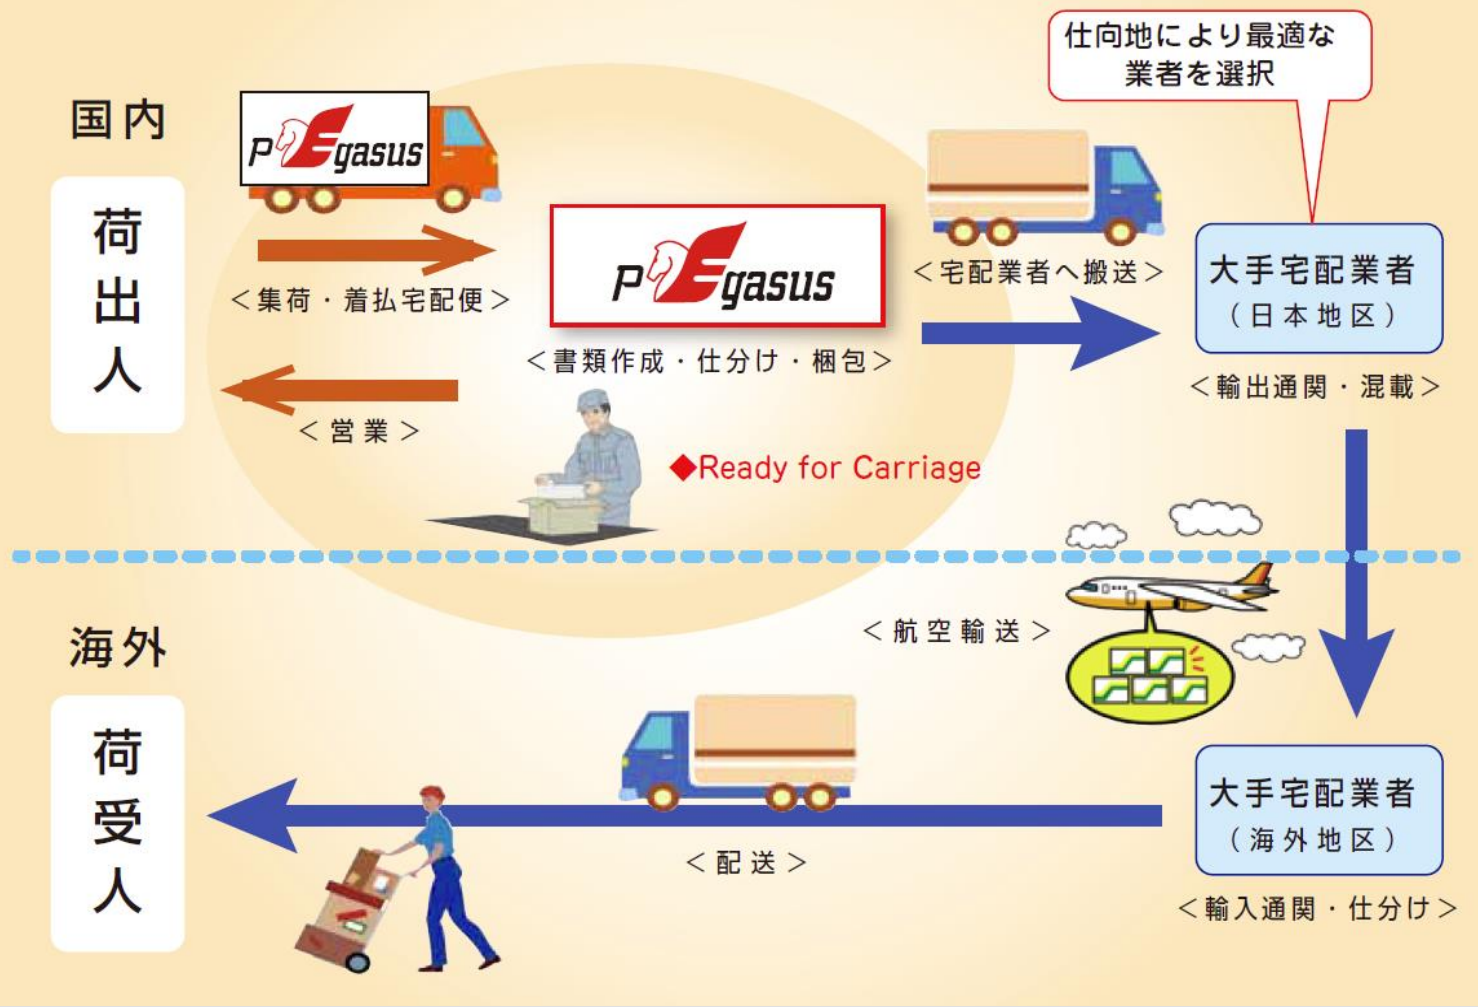 仕向地により最適な
業者を選択
国内
PEgasus
荷出人
<集荷・着払宅配便>
PEgasus
<宅配業者へ搬送>
大手宅配業者
(日本地区)
<書類作成・仕分け・梱包>
<輸出通関・混載>
<営業>
◆Ready for Carriage
海外
<航空輸送>
荷受人
大手宅配業者
(海外地区)
<配送>
<輸入通関・仕分け>